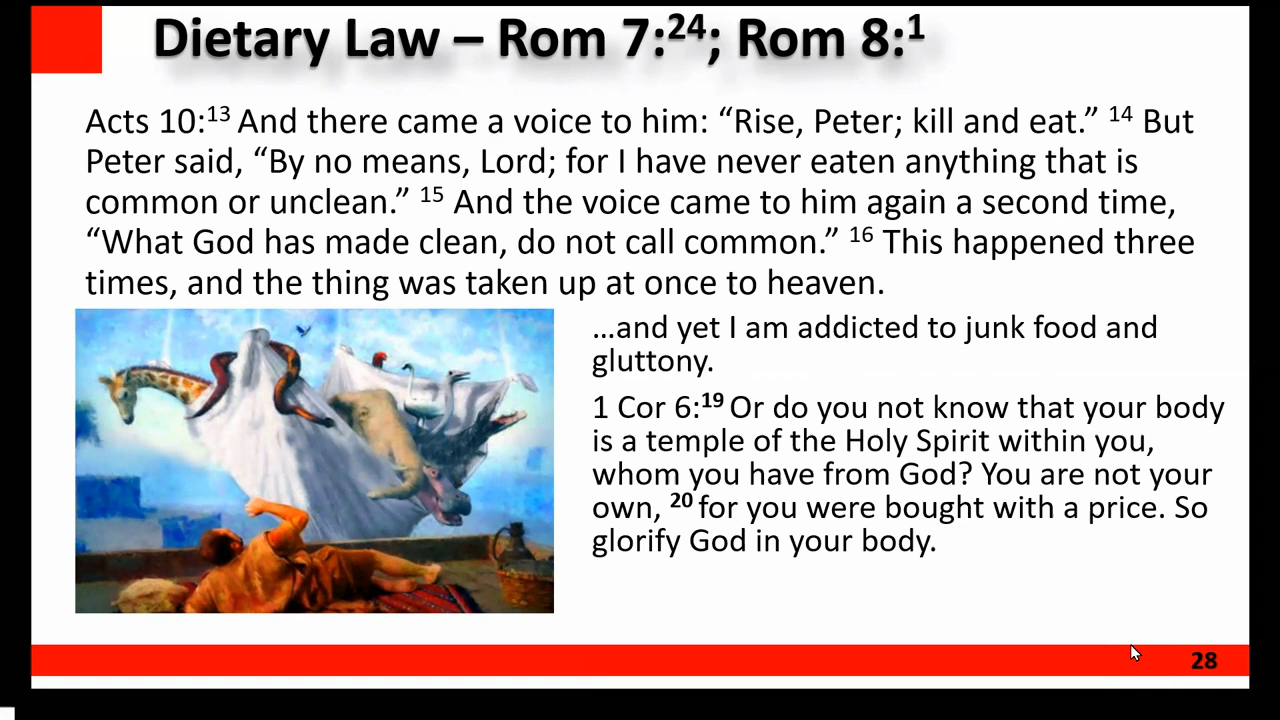 Dietary Law – Rom 7:²⁴; Rom 8:¹
Acts 10:¹³ And there came a voice to him: “Rise, Peter; kill and eat.” ¹⁴ But
Peter said, “By no means, Lord; for I have never eaten anything that is
common or unclean.” ¹⁵ And the voice came to him again a second time,
“What God has made clean, do not call common.” ¹⁶ This happened three
times, and the thing was taken up at once to heaven.
…and yet I am addicted to junk food and
gluttony.
1 Cor 6:¹⁹ Or do you not know that your body
is a temple of the Holy Spirit within you,
whom you have from God? You are not your
own, ²⁰ for you were bought with a price. So
glorify God in your body.
28